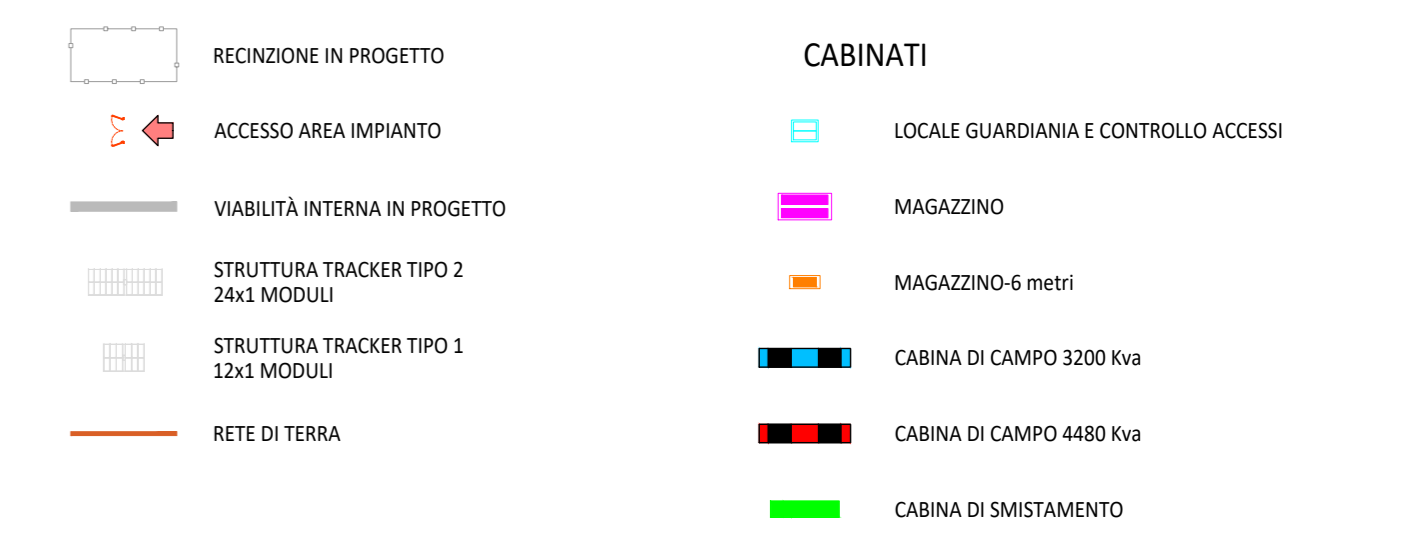 RECINZIONE IN PROGETTO
ACCESSO AREA IMPIANTO
VIABILITÀ INTERNA IN PROGETTO
STRUTTURA TRACKER TIPO 2
24x1 MODULI
STRUTTURA TRACKER TIPO 1
12x1 MODULI
RETE DI TERRA
CABINATI
LOCALE GUARDIANIA E CONTROLLO ACCESSI
MAGAZZINO
MAGAZZINO-6 metri
CABINA DI CAMPO 3200 Kva
CABINA DI CAMPO 4480 Kva
CABINA DI SMISTAMENTO